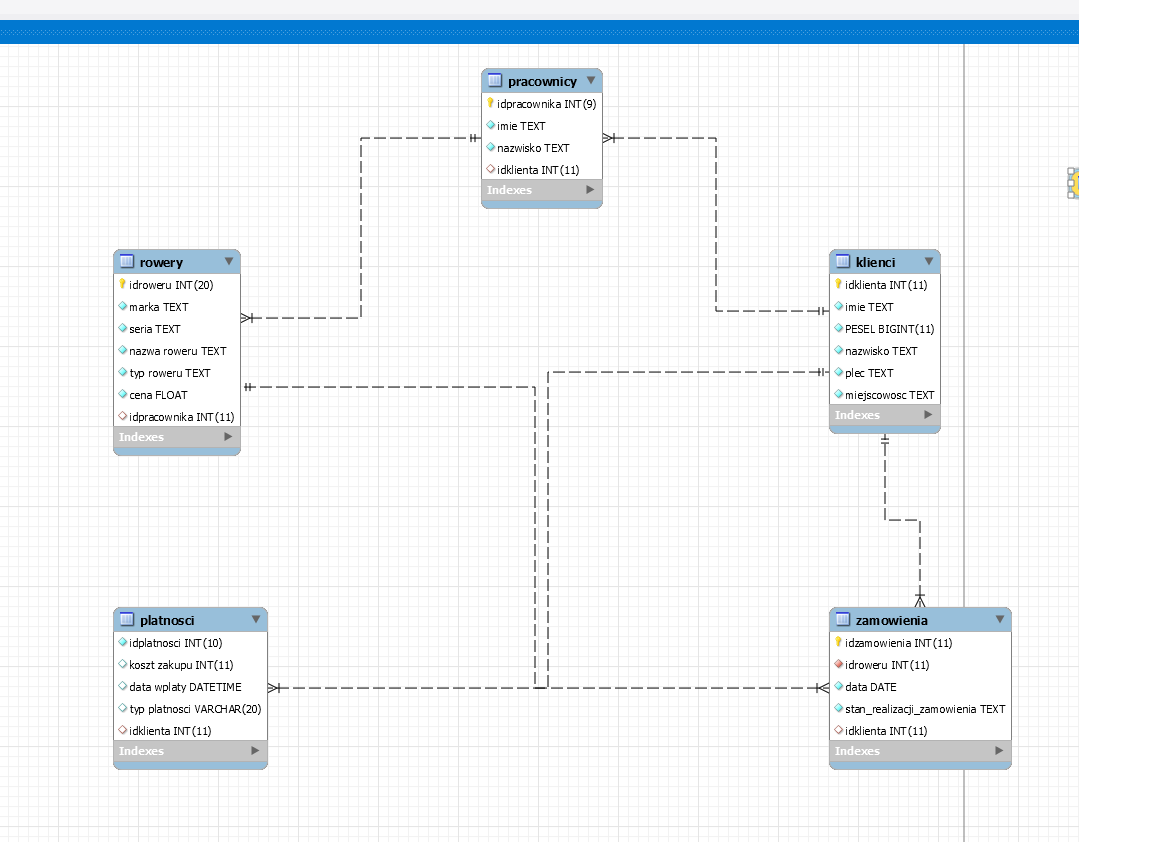 pracownicy
idpracownika INT(9)
imie TEXT
nazwisko TEXT
idklienta INT(11)
Indexes
rowery
idroweru INT(20)
marka TEXT
seria TEXT
nazwa roweru TEXT
typ roweru TEXT
cena FLOAT
idpracownika INT(11)
Indexes
klienci
idklienta INT(11)
imie TEXT
PESEL BIGINT(11)
nazwisko TEXT
plec TEXT
miejscowosc TEXT
Indexes
platnosci
idplatnosci INT(10)
koszt zakupu INT(11)
data wplaty DATETIME
typ platnosci VARCHAR(20)
idklienta INT(11)
Indexes
zamowienia
idzamowienia INT(11)
idroweru INT(11)
data DATE
stan_realizacji_zamowienia TEXT
idklienta INT(11)
Indexes